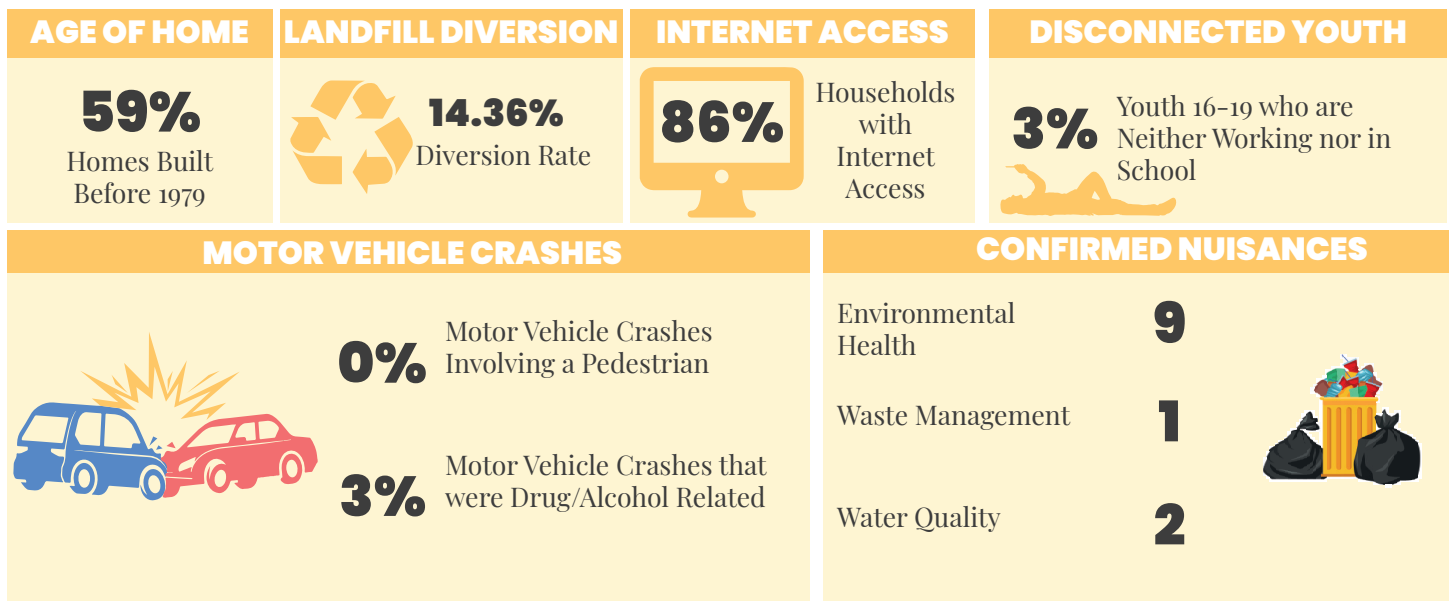 AGE OF HOME
59%
Homes Built
Before 1979
LANDFILL DIVERSION
14.36%
Diversion Rate
INTERNET ACCESS
86%
Households
with
Internet
Access
DISCONNECTED YOUTH
3%
Youth 16-19 who are
Neither Working nor in
School
MOTOR VEHICLE CRASHES
0%
Motor Vehicle Crashes
Involving a Pedestrian
3%
Motor Vehicle Crashes that
were Drug/Alcohol Related
CONFIRMED NUISANCES
Environmental
Health
9
Waste Management
1
Water Quality
2